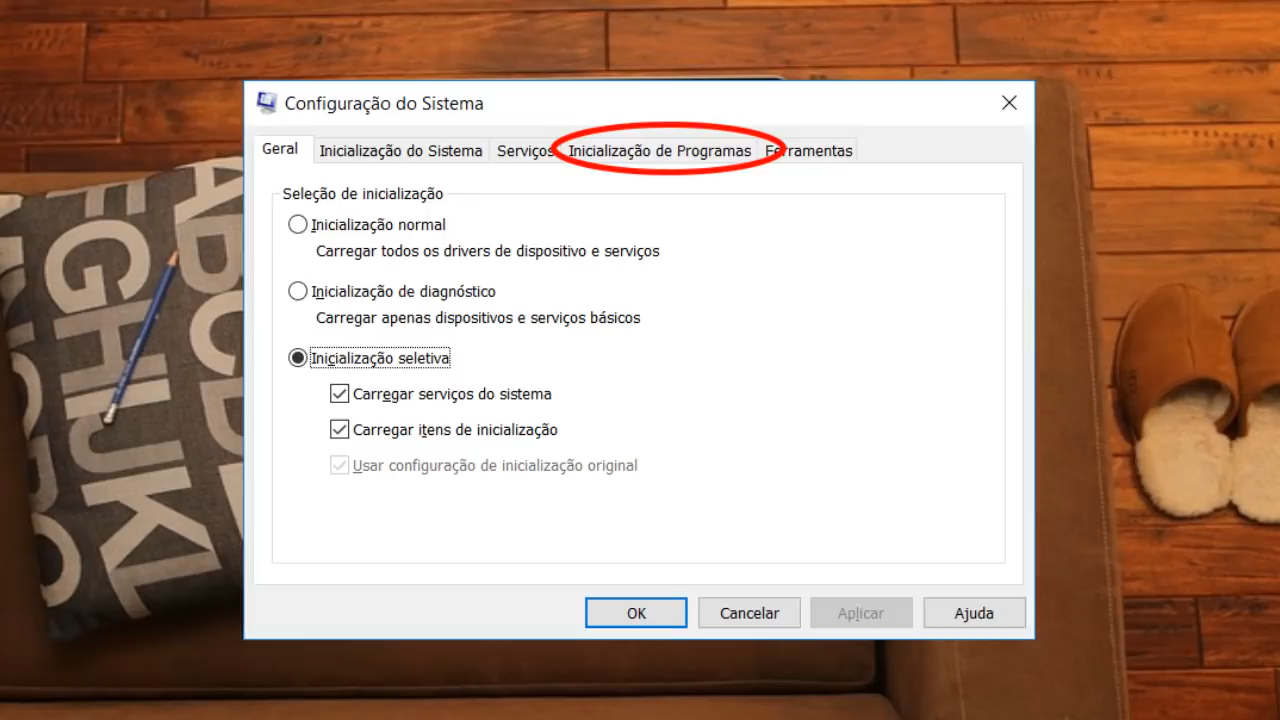 Configuração do Sistema
Geral
Inicialização do Sistema
Serviços
Inicialização de Programas
Ferramentas
Seleção de inicialização
Inicialização normal
Carregar todos os drivers de dispositivo e serviços
Inicialização de diagnóstico
Carregar apenas dispositivos e serviços básicos
Inicialização seletiva
Carregar serviços do sistema
Carregar itens de inicialização
Usar configuração de inicialização original
OK
Cancelar
Aplicar
Ajuda